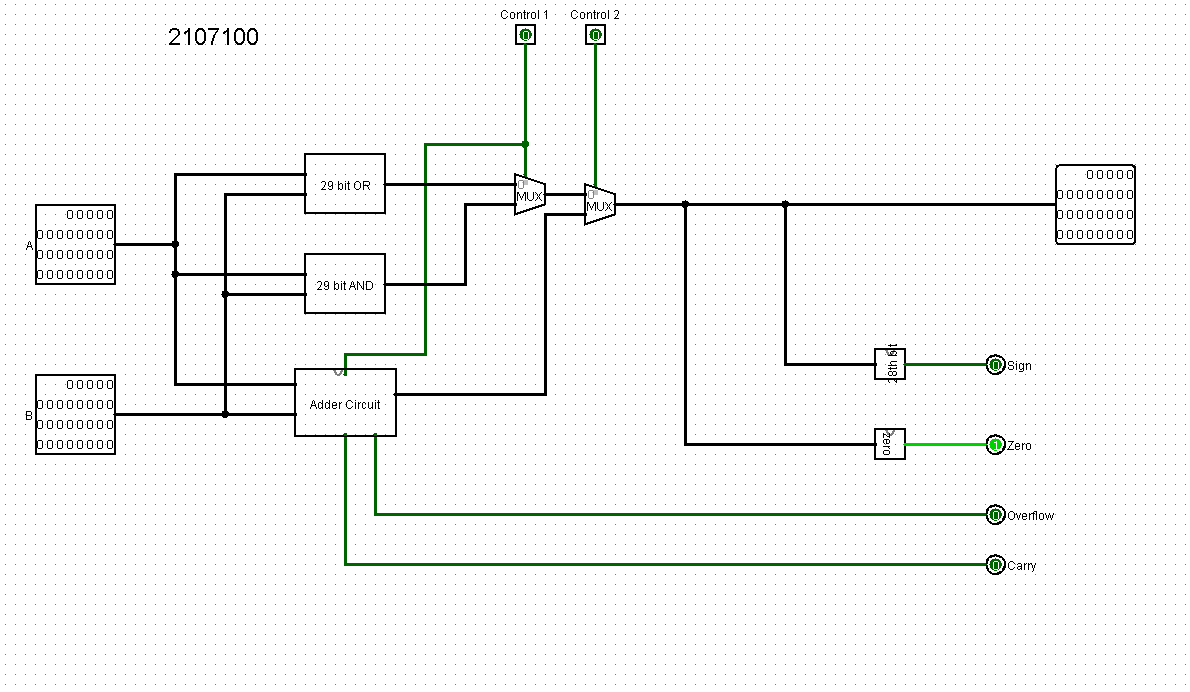 Control 1
Control 2
2107100
0
0
29 bit OR
MUX
MUX
00000
00000000
00000000
00000000
A
00000
00000000
00000000
00000000
29 bit AND
Adder Circuit
B
00000
00000000
00000000
00000000
28th bit
0
Sign
zero
1
Zero
0
Overflow
0
Carry